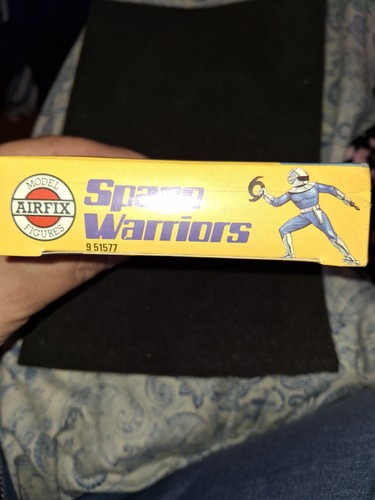 MODEL
AIRFIX
FIGURES
Space
Warriors
9 51577